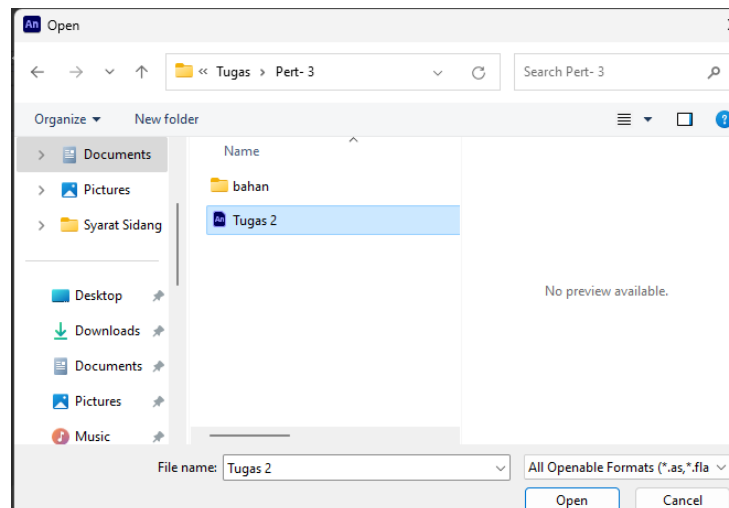 An Open
« Tugas > Pert- 3
Search Pert- 3
Organize
New folder
Documents
Pictures
Syarat Sidang
Desktop
Downloads
Documents
Pictures
Music
Name
bahan
An Tugas 2
No preview available.
File name: Tugas 2
All Openable Formats (*.as,*.fla
Open
Cancel